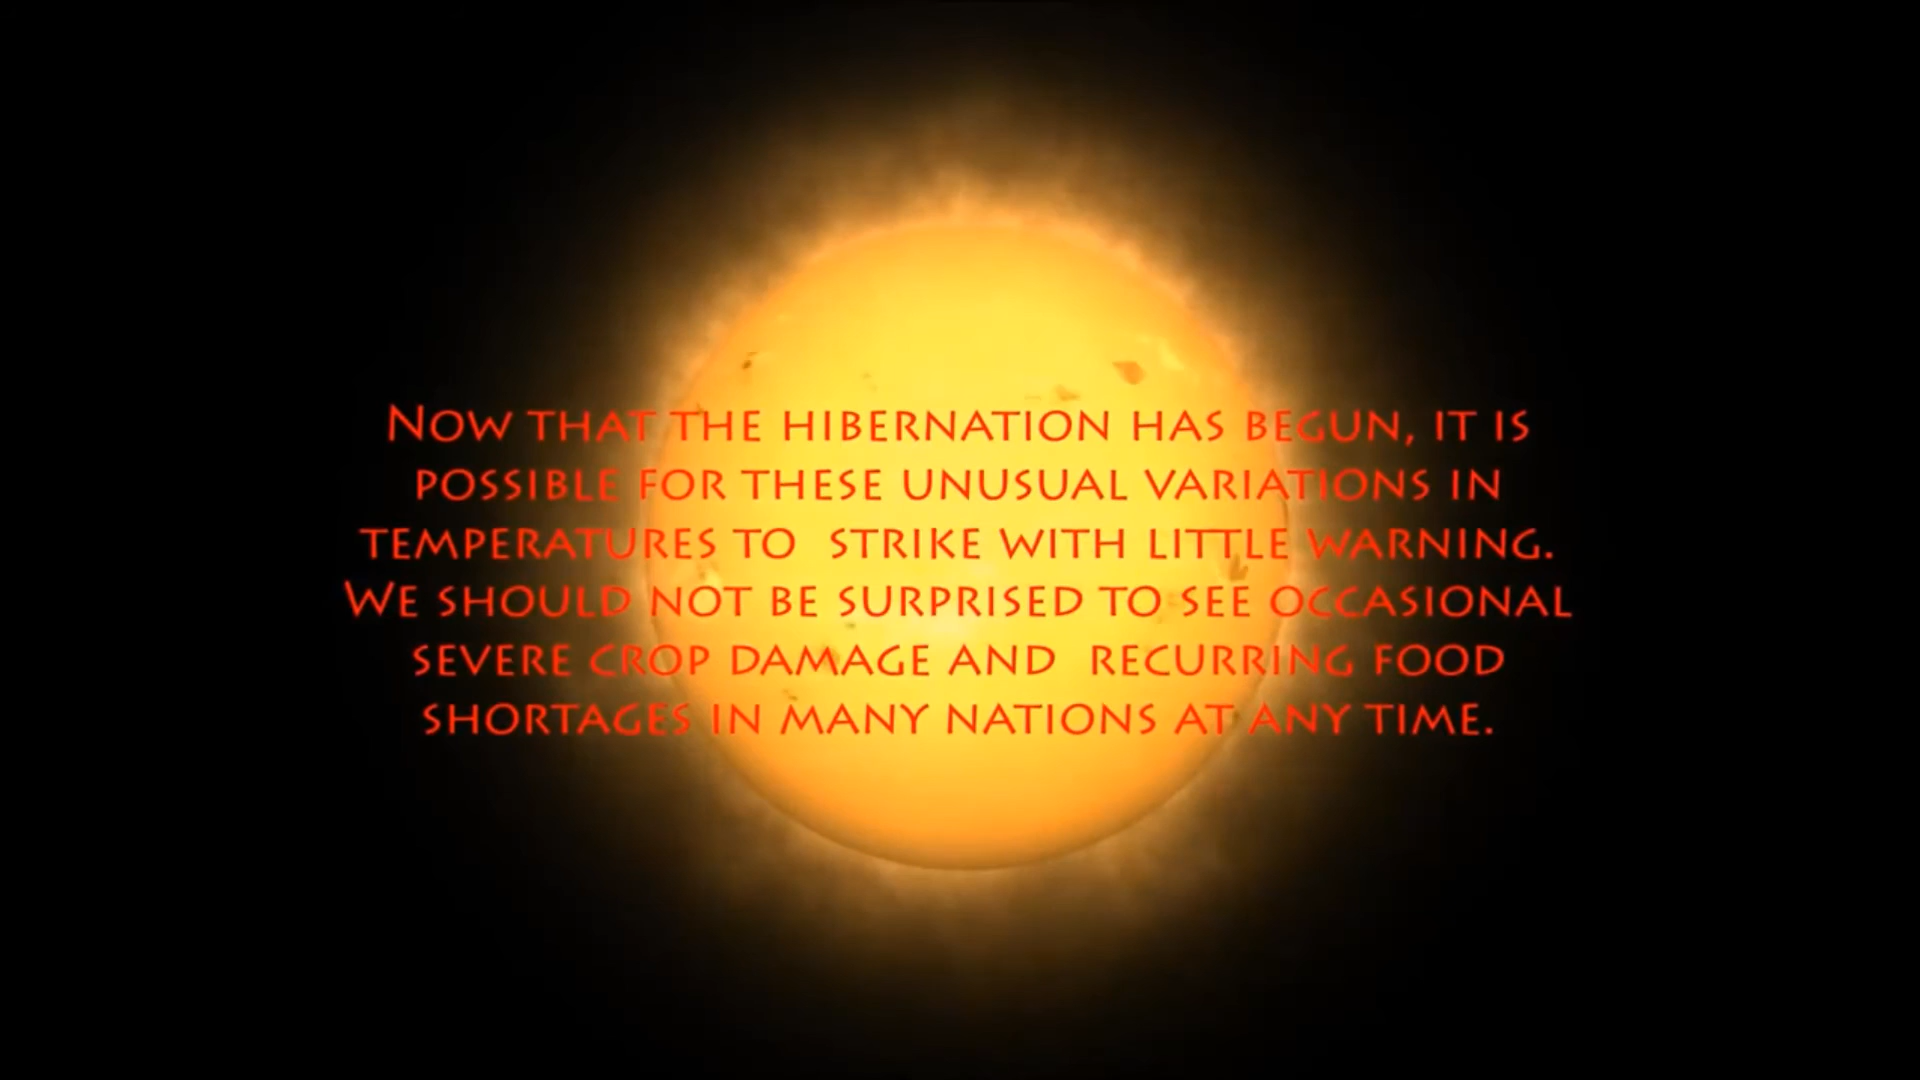 Now that the hibernation has begun, it is
possible for these unusual variations in
temperatures to  strike with little warning.
We should not be surprised to see occasional
severe crop damage and  recurring food
shortages in many nations at any time.